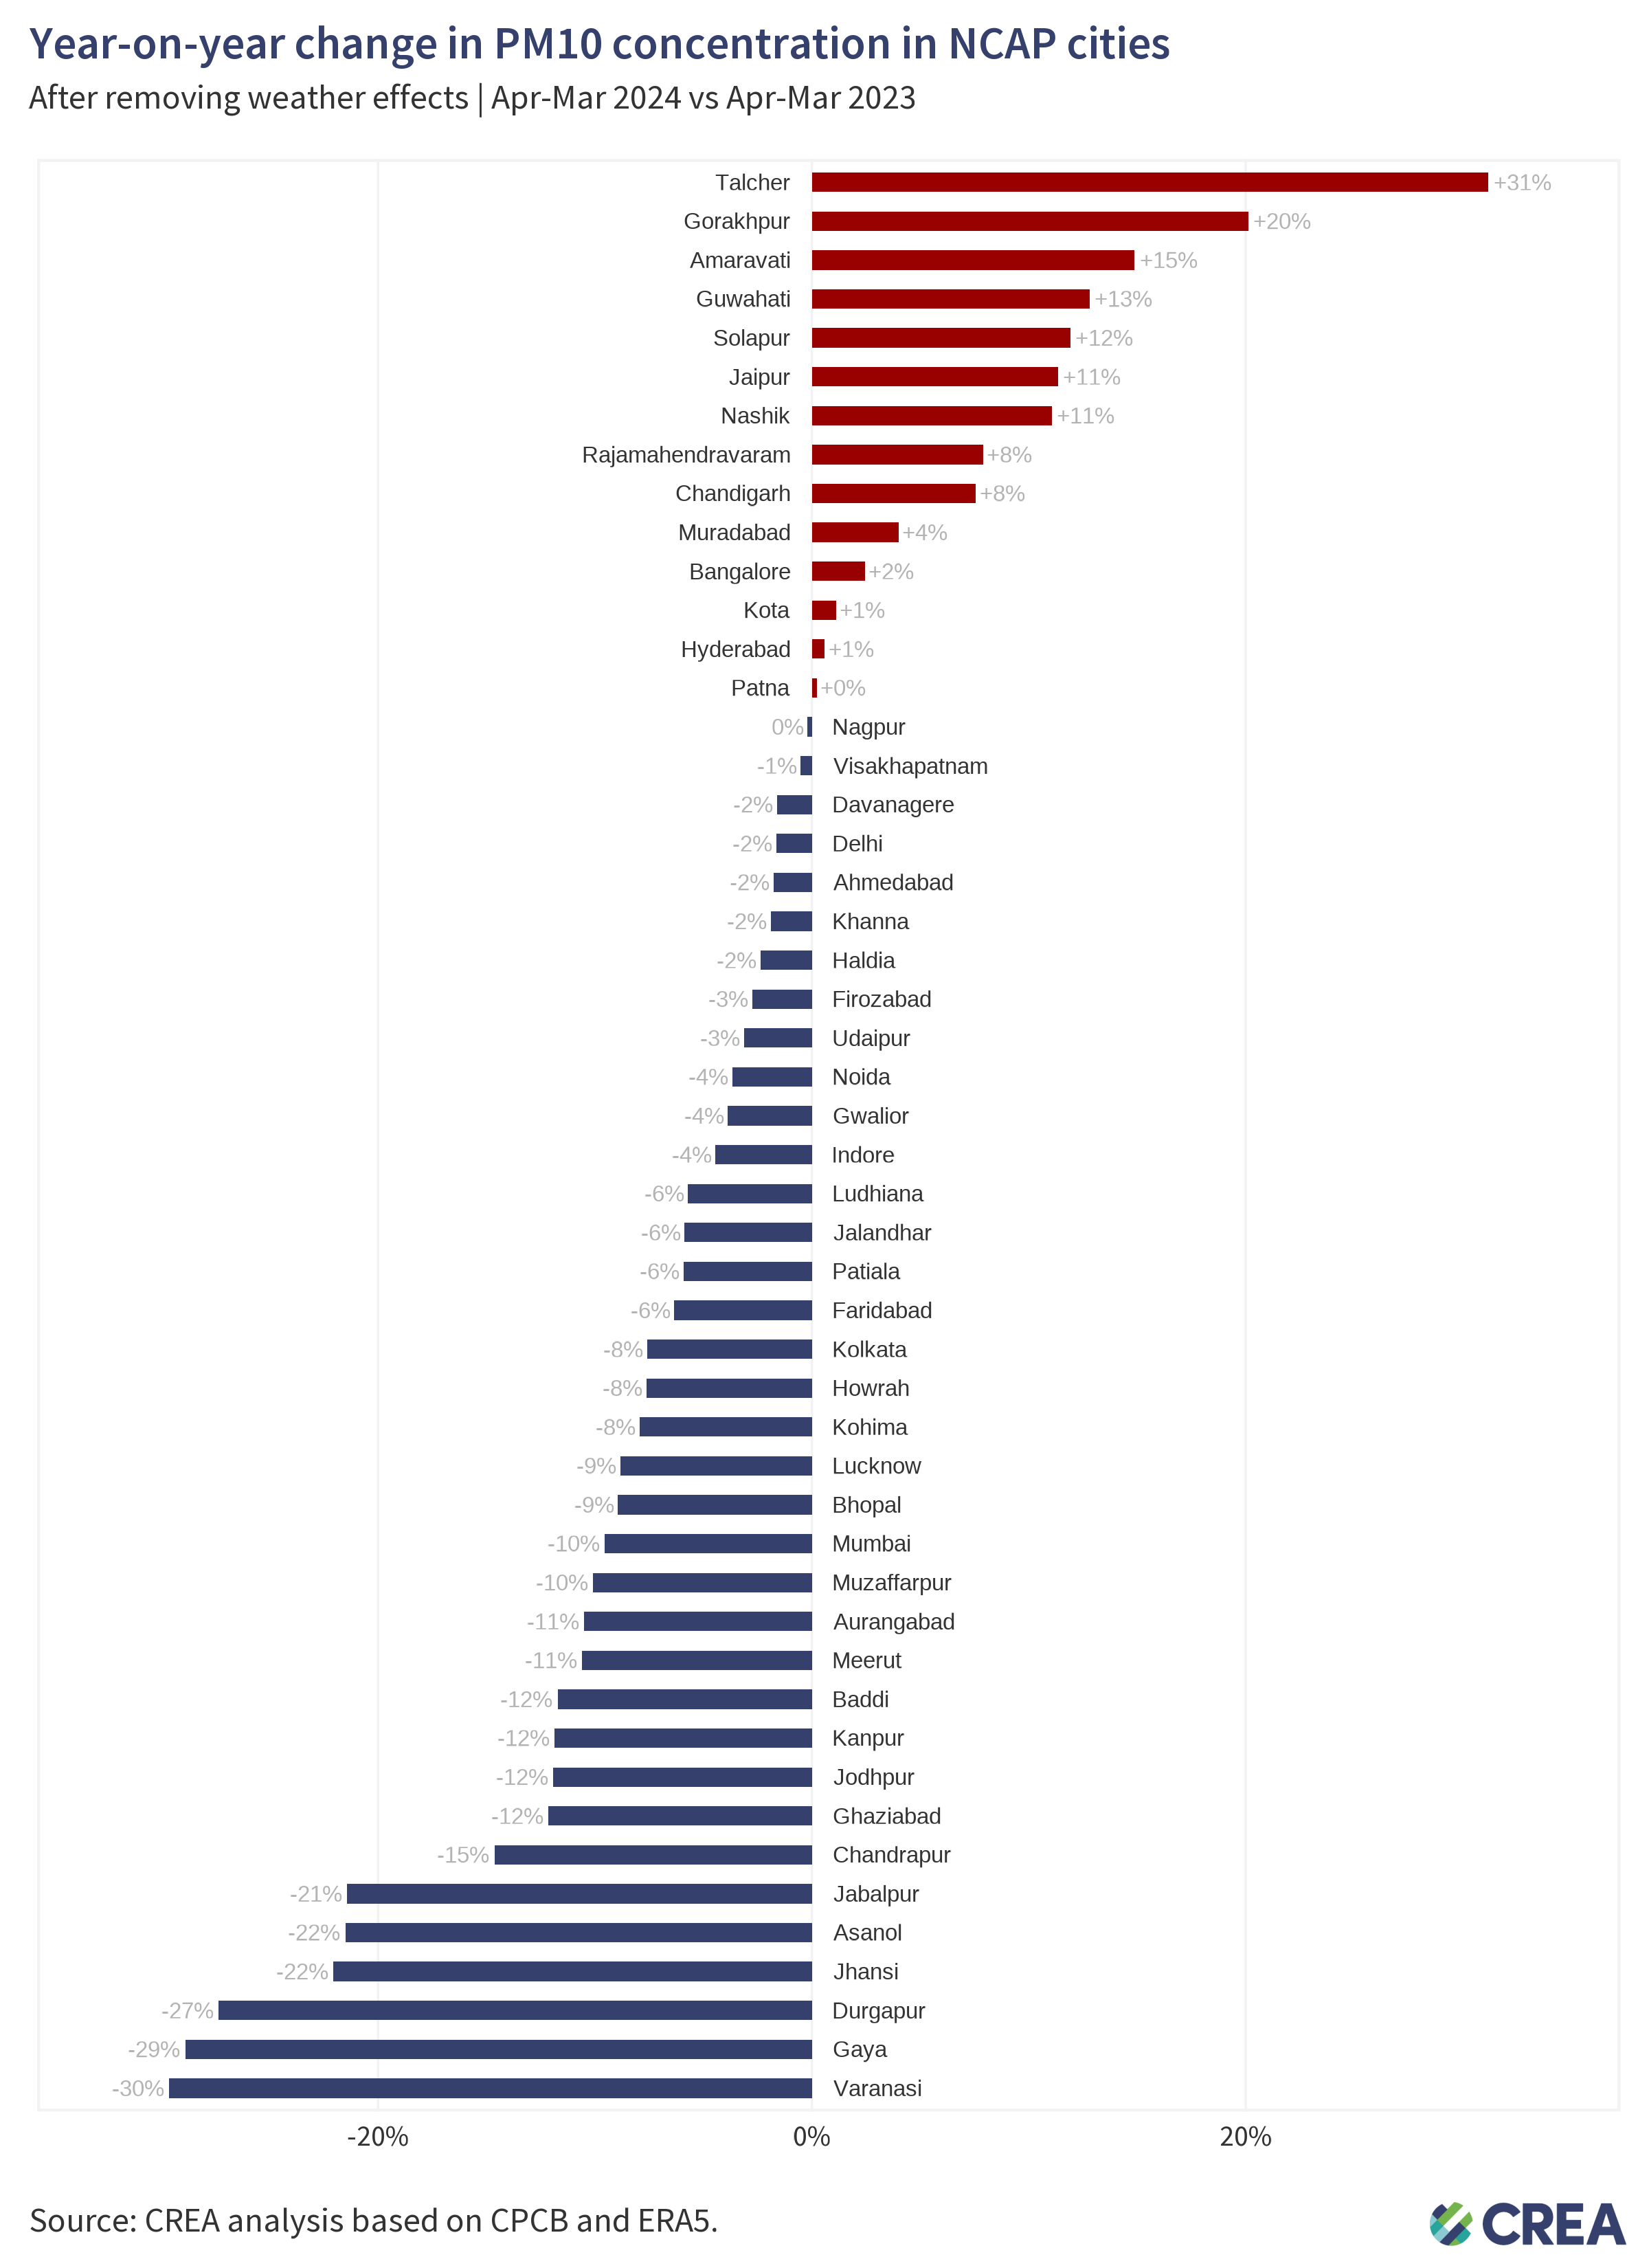 Year-on-year change in PM10 concentration in NCAP cities
After removing weather effects | Apr-Mar 2024 vs Apr-Mar 2023
Talcher +31%
Gorakhpur +20%
Amaravati +15%
Guwahati +13%
Solapur +12%
Jaipur +11%
Nashik +11%
Rajamahendravaram +8%
Chandigarh +8%
Muradabad +4%
Bangalore +2%
Kota +1%
Hyderabad +1%
Patna +0%
0% Nagpur
-1% Visakhapatnam
-2% Davanagere
-2% Delhi
-2% Ahmedabad
-2% Khanna
-2% Haldia
-3% Firozabad
-3% Udaipur
-4% Noida
-4% Gwalior
-4% Indore
-6% Ludhiana
-6% Jalandhar
-6% Patiala
-6% Faridabad
-8% Kolkata
-8% Howrah
-8% Kohima
-9% Lucknow
-9% Bhopal
-10% Mumbai
-10% Muzaffarpur
-11% Aurangabad
-11% Meerut
-12% Baddi
-12% Kanpur
-12% Jodhpur
-12% Ghaziabad
-15% Chandrapur
-21% Jabalpur
-22% Asanol
-22% Jhansi
-27% Durgapur
-29% Gaya
-30% Varanasi
-20% 0% 20%
Source: CREA analysis based on CPCB and ERA5.
CREA